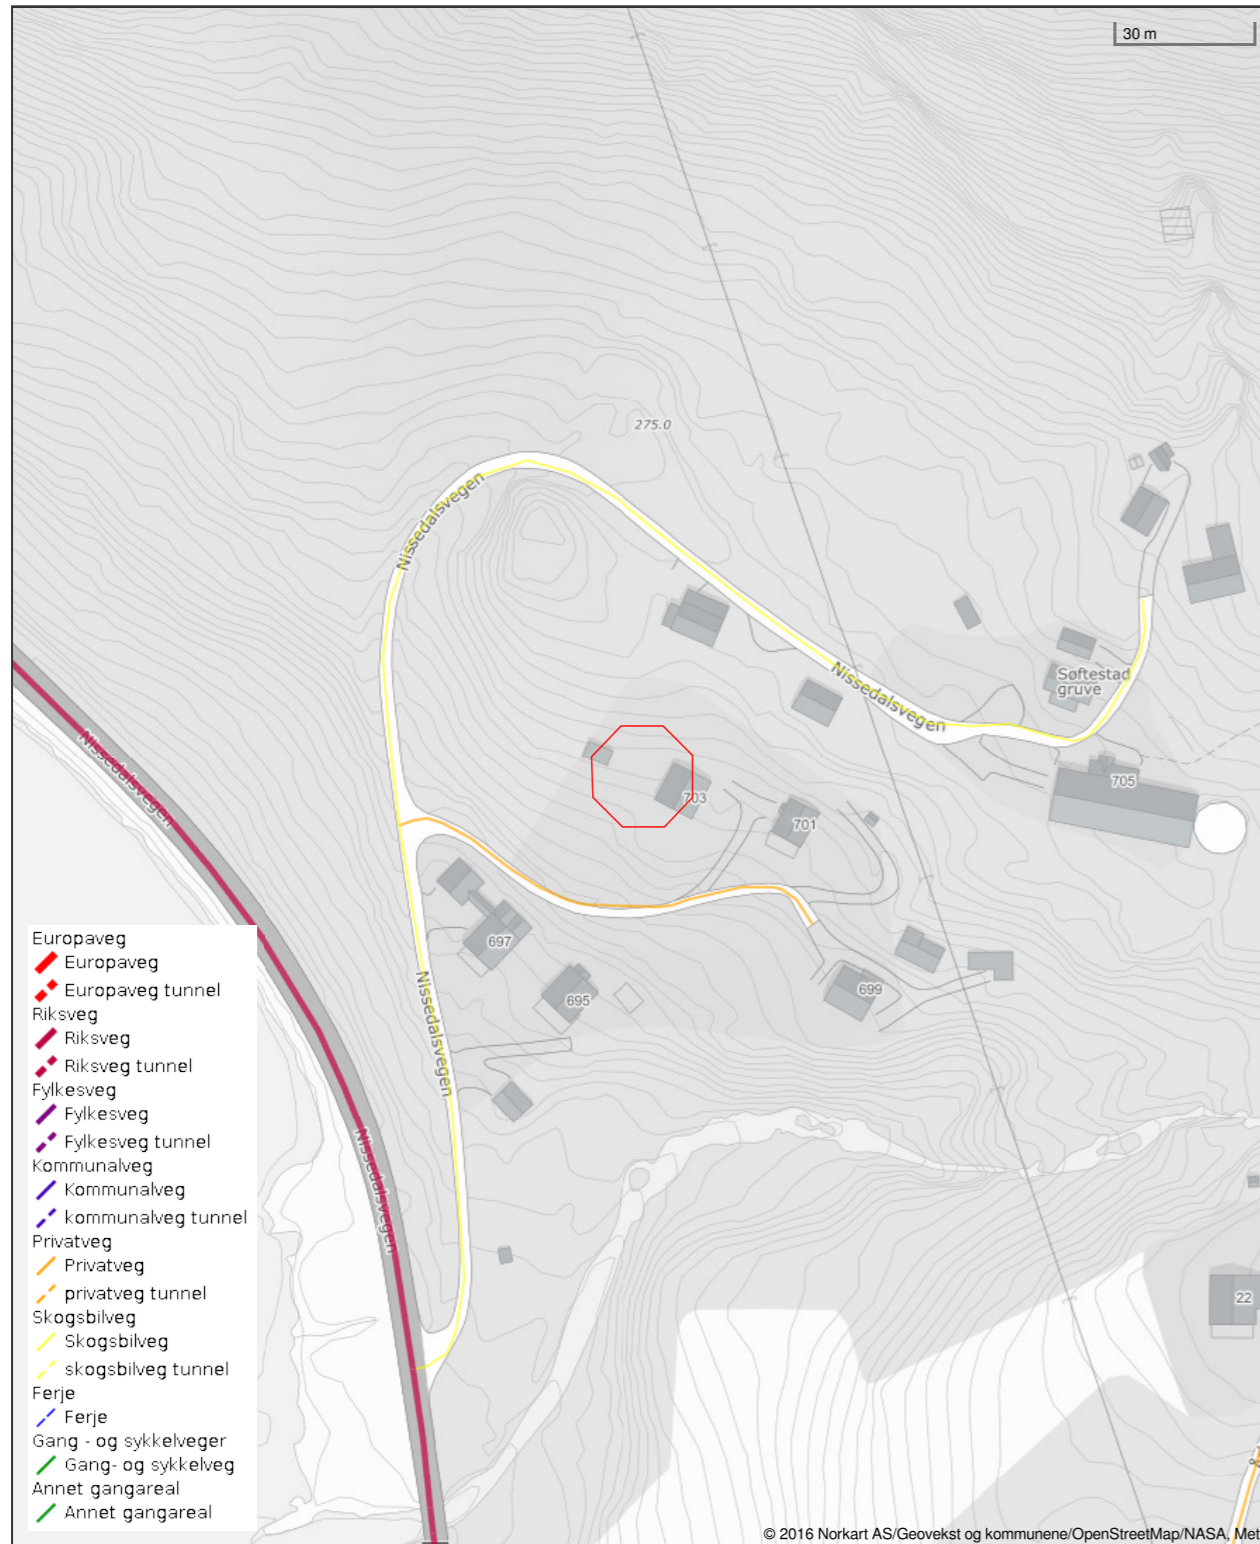 30 m
275.0
Nissedalsvegen
Nissedalsvegen
Søftestad
gruve
Nissedalsvegen
705
703
701
697
699
695
Nissedalsvegen
Nissedalsvegen
22
Europaveg
Europaveg
Europaveg tunnel
Riksveg
Riksveg
Riksveg tunnel
Fylkesveg
Fylkesveg
Fylkesveg tunnel
Kommunalveg
Kommunalveg
kommunalveg tunnel
Privatveg
Privatveg
privatveg tunnel
Skogsbilveg
Skogsbilveg
skogsbilveg tunnel
Ferje
Ferje
Gang - og sykkelveger
Gang- og sykkelveg
Annet gangareal
Annet gangareal
© 2016 Norkart AS/Geovekst og kommunene/OpenStreetMap/NASA, Met